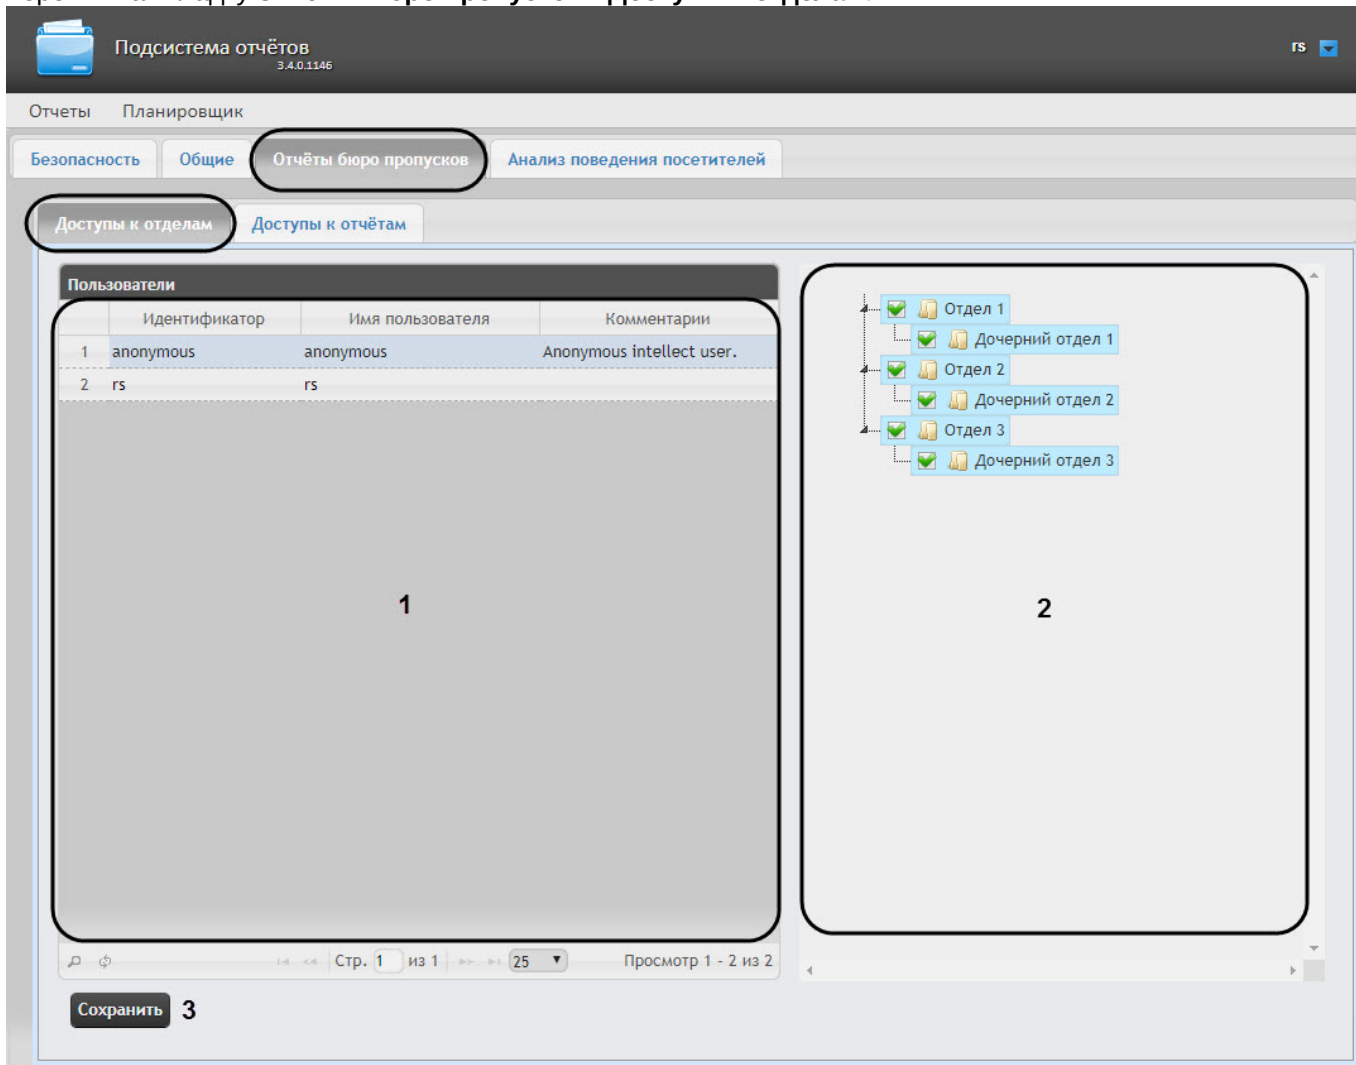 Подсистема отчётов
3.4.0.1146
rs
Отчеты Планировщик
Безопасность Общие Отчёты бюро пропусков Анализ поведения посетителей
Доступы к отделам Доступы к отчётам
Пользователи
Идентификатор Имя пользователя Комментарии
1 anonymous anonymous Anonymous intellect user.
2 rs rs
Отдел 1
Дочерний отдел 1
Отдел 2
Дочерний отдел 2
Отдел 3
Дочерний отдел 3
1
2
Стр. 1 из 1 25 Просмотр 1 - 2 из 2
Сохранить 3